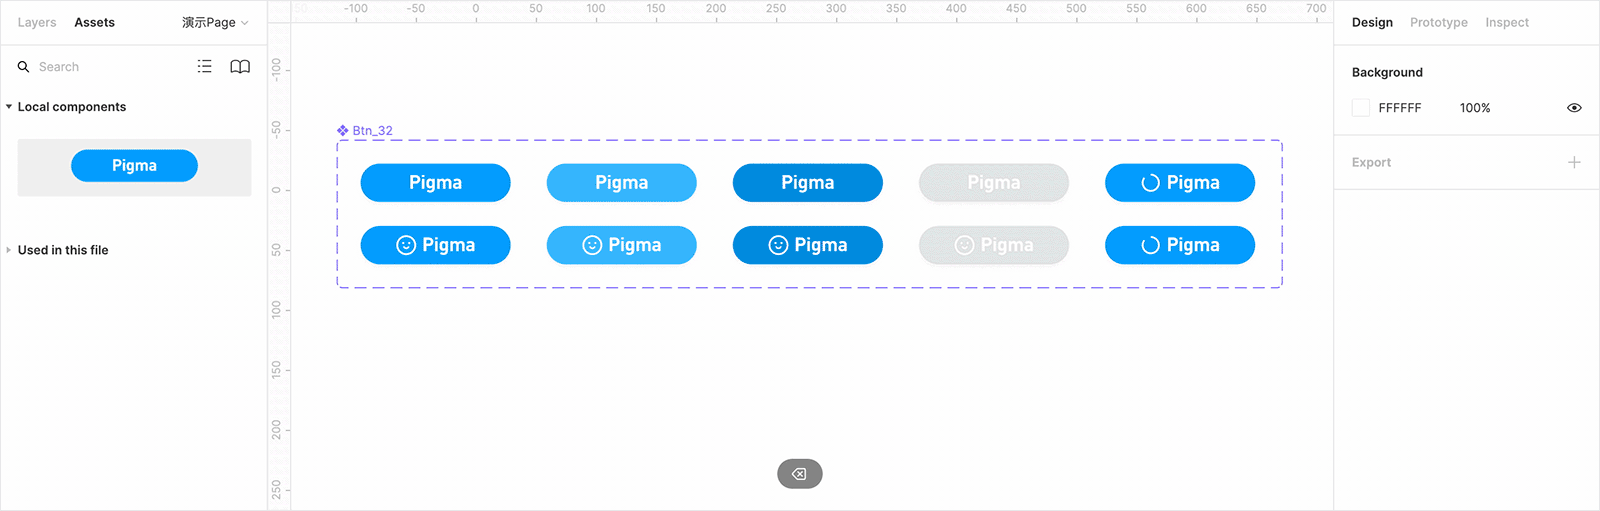 Layers Assets 演示Page
Search
Local components
Pigma
Used in this file
-100 -50 0 50 100 150 200 250 300 350 400 450 500 550 600 650 700
-100
-50
0
50
100
150
200
250
Btn_32
Pigma Pigma Pigma Pigma Pigma
Pigma Pigma Pigma Pigma Pigma
Design Prototype Inspect
Background
FFFFFF 100%
Export